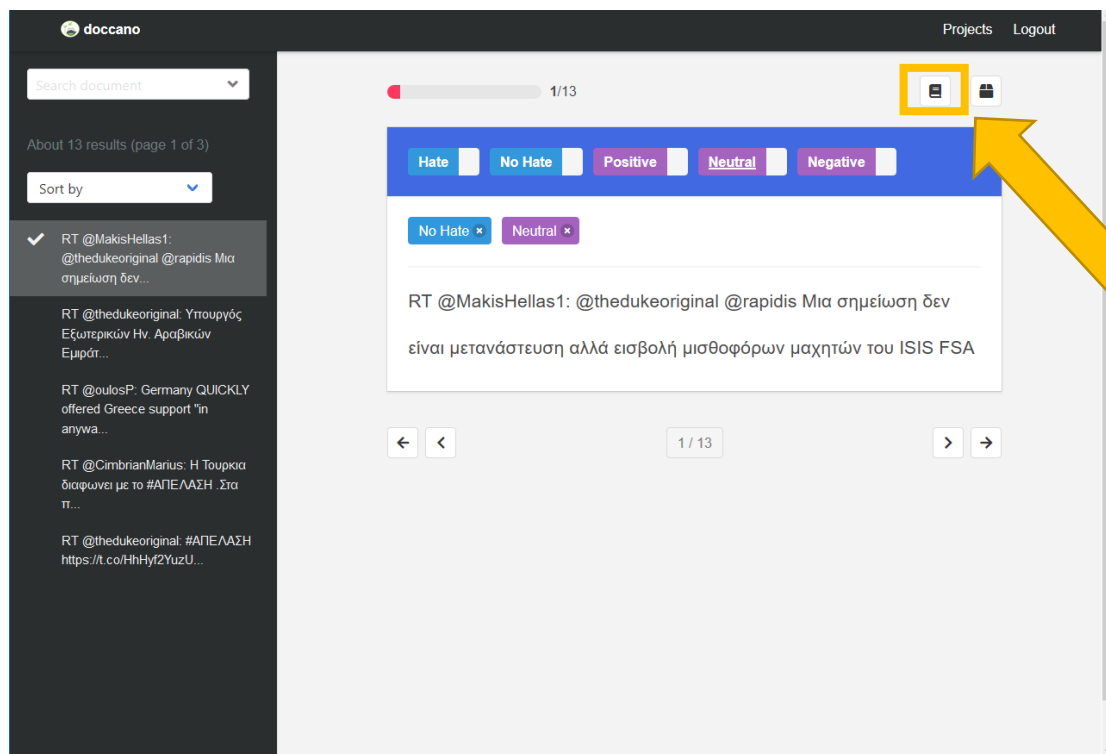 doccano
Projects
Logout
Search document
About 13 results (page 1 of 3)
Sort by
RT @MakisHellas1:
@thedukeoriginal @rapidis Μια
σημείωση δεν...
RT @thedukeoriginal: Υπουργός
Εξωτερικών Ην. Αραβικών
Εμιράτ...
RT @oulosP: Germany QUICKLY
offered Greece support "in
anywa...
RT @CimbrianMarius: Η Τουρκια
διαφωνει με το #ΑΠΕΛΑΣΗ .Στα
π...
RT @thedukeoriginal: #ΑΠΕΛΑΣΗ
https://t.co/HhHyf2YuzU...
1/13
Hate
No Hate
Positive
Neutral
Negative
No Hate
Neutral
RT @MakisHellas1: @thedukeoriginal @rapidis Μια σημείωση δεν
είναι μετανάστευση αλλά εισβολή μισθοφόρων μαχητών του ISIS FSA
1 / 13